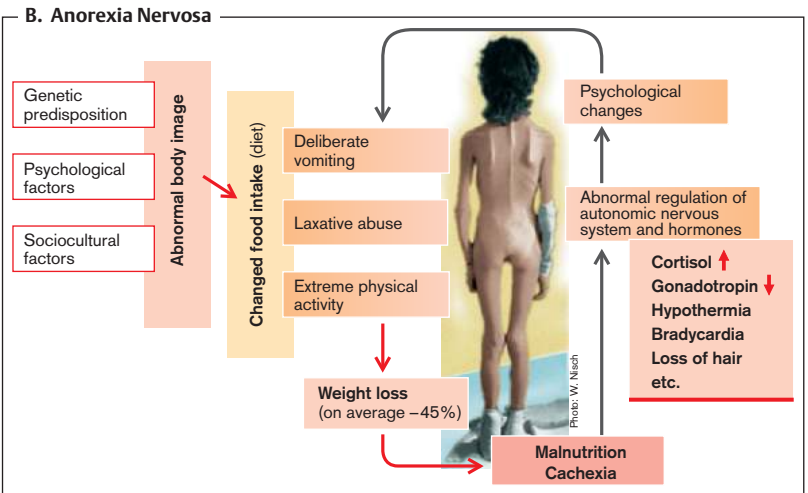 B. Anorexia Nervosa
Genetic
predisposition
Psychological
factors
Sociocultural
factors
Abnormal body image
Changed food intake (diet)
Deliberate
vomiting
Laxative abuse
Extreme physical
activity
Weight loss
(on average –45%)
Malnutrition
Cachexia
Photo: W. Nisch
Psychological
changes
Abnormal regulation of
autonomic nervous
system and hormones
Cortisol
Gonadotropin
Hypothermia
Bradycardia
Loss of hair
etc.